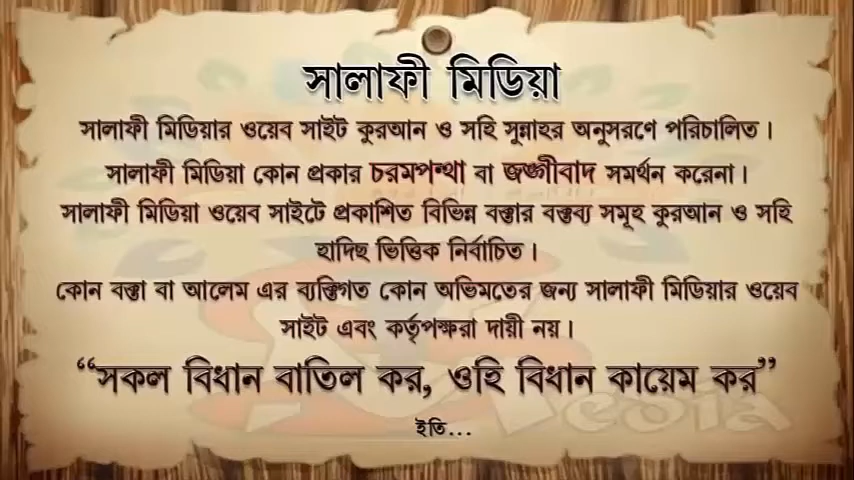 সালাফী মিডিয়া
সালাফী মিডিয়ার ওয়েব সাইট কুরআন ও সহি সুন্নাহর অনুসরণে পরিচালিত।
সালাফী মিডিয়া কোন প্রকার চরমপন্থা বা জঙ্গীবাদ সমর্থন করেনা।
সালাফী মিডিয়া ওয়েব সাইটে প্রকাশিত বিভিন্ন বক্তার বক্তব্য সমূহ কুরআন ও সহি
হাদিছ ভিত্তিক নির্বাচিত।
কোন বক্তা বা আলেম এর ব্যক্তিগত কোন অভিমতের জন্য সালাফী মিডিয়ার ওয়েব
সাইট এবং কর্তৃপক্ষরা দায়ী নয়।
“সকল বিধান বাতিল কর, ওহি বিধান কায়েম কর”
Media
ইতি...